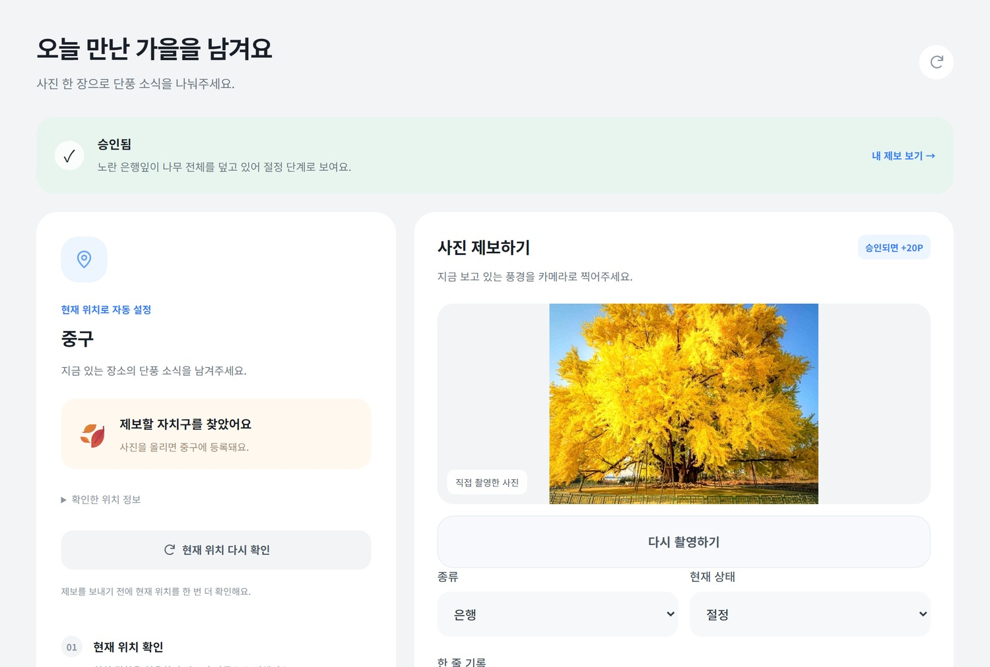 오늘 만난 가을을 남겨요
사진 한 장으로 단풍 소식을 나눠주세요.
승인됨
노란 은행잎이 나무 전체를 덮고 있어 절정 단계로 보여요.
내 제보 보기 →
현재 위치로 자동 설정
중구
지금 있는 장소의 단풍 소식을 남겨주세요.
제보할 자치구를 찾았어요
사진을 올리면 중구에 등록돼요.
▶ 확인한 위치 정보
현재 위치 다시 확인
제보를 보내기 전에 현재 위치를 한 번 더 확인해요.
01 현재 위치 확인
사진 제보하기
승인되면 +20P
지금 보고 있는 풍경을 카메라로 찍어주세요.
직접 촬영한 사진
다시 촬영하기
종류
현재 상태
은행
절정
한 줄 기록